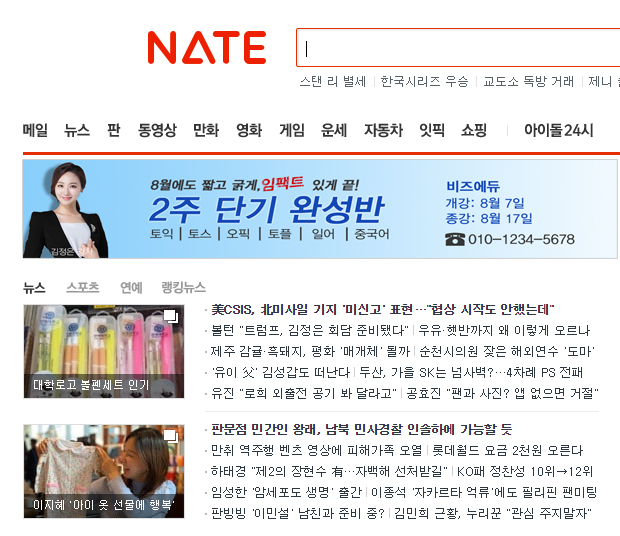 NATE
스탠 리 별세 | 한국시리즈 우승 | 교도소 독방 거래 | 제니
메일 뉴스 판 동영상 만화 영화 게임 운세 자동차 잇픽 쇼핑 | 아이돌24시
8월에도 짧고 굵게, 임팩트 있게 끝!
2주 단기 완성반
토익 | 토스 | 오픽 | 토플 | 일어 | 중국어
비즈에듀
개강: 8월 7일
종강: 8월 17일
☎010-1234-5678
김정은 강사
뉴스 스포츠 연예 랭킹뉴스
대학로고 볼펜세트 인기
美CSIS, 北미사일 기지 '미신고' 표현…"협상 시작도 안했는데"
볼턴 "트럼프, 김정은 회담 준비됐다" | 우유·햇반까지 왜 이렇게 오르나
제주 감귤·흑돼지, 평화 '매개체' 될까 | 순천시의원 잦은 해외연수 '도마'
'유이 父' 김성갑도 떠난다 | 두산, 가을 SK는 넘사벽?…4차례 PS 전패
유진 "로희 외출전 공기 봐 달라고" | 공효진 "팬과 사진? 앱 없으면 거절"
이지혜 '아이 옷 선물에 행복'
판문점 민간인 왕래, 남북 민사경찰 인솔하에 가능할 듯
만취 역주행 벤츠 영상에 피해가족 오열 | 롯데월드 요금 2천원 오른다
하태경 "제2의 장현수 有…자백해 선처받길" | KO패 정찬성 10위→12위
임성한 '암세포도 생명' 출간 | 이종석 '자카르타 억류'에도 필리핀 팬미팅
판빙빙 '이민설' 남친과 준비 중? | 김민희 근황, 누리꾼 "관심 주지말자"